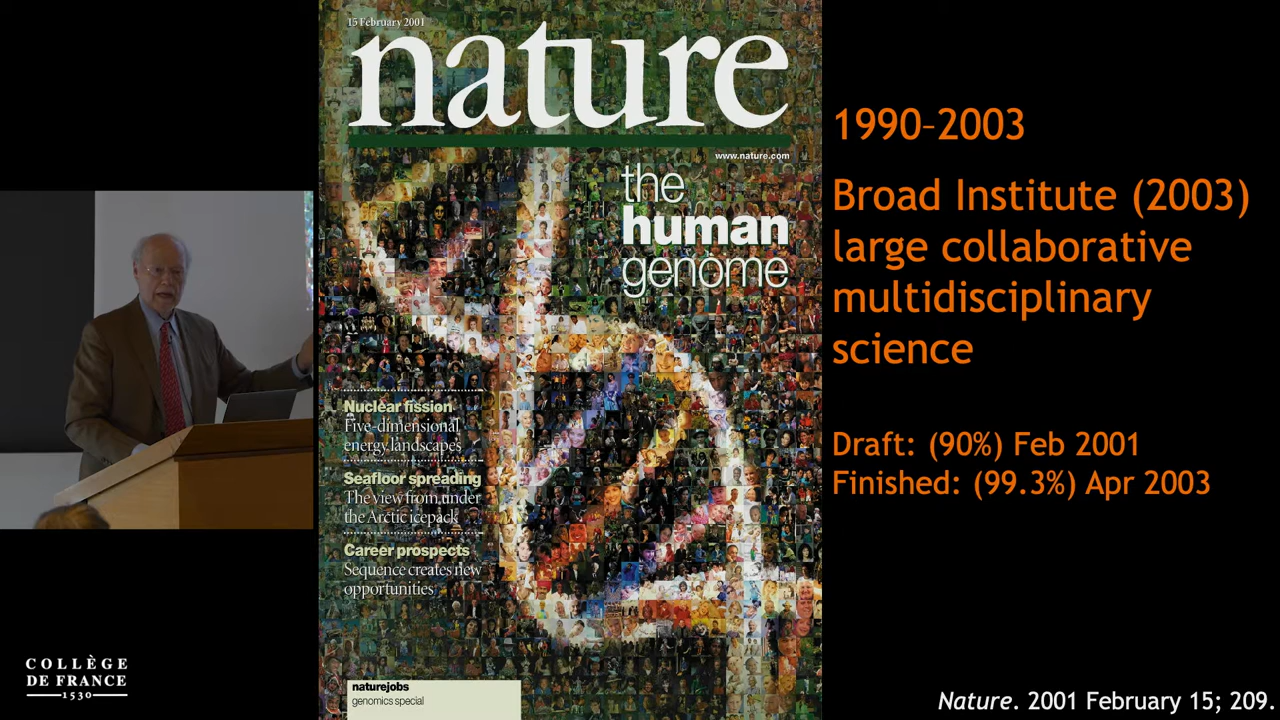 15 February 2001
nature
www.nature.com
the
human
genome
Nuclear fission
Five-dimensional
energy landscapes
Seafloor spreading
The view from under
the Arctic icepack
Career prospects
Sequence creates new
opportunities
naturejobs
genomics special
1990–2003
Broad Institute (2003)
large collaborative
multidisciplinary
science
Draft: (90%) Feb 2001
Finished: (99.3%) Apr 2003
COLLÈGE
DE FRANCE
1530
Nature. 2001 February 15; 209.